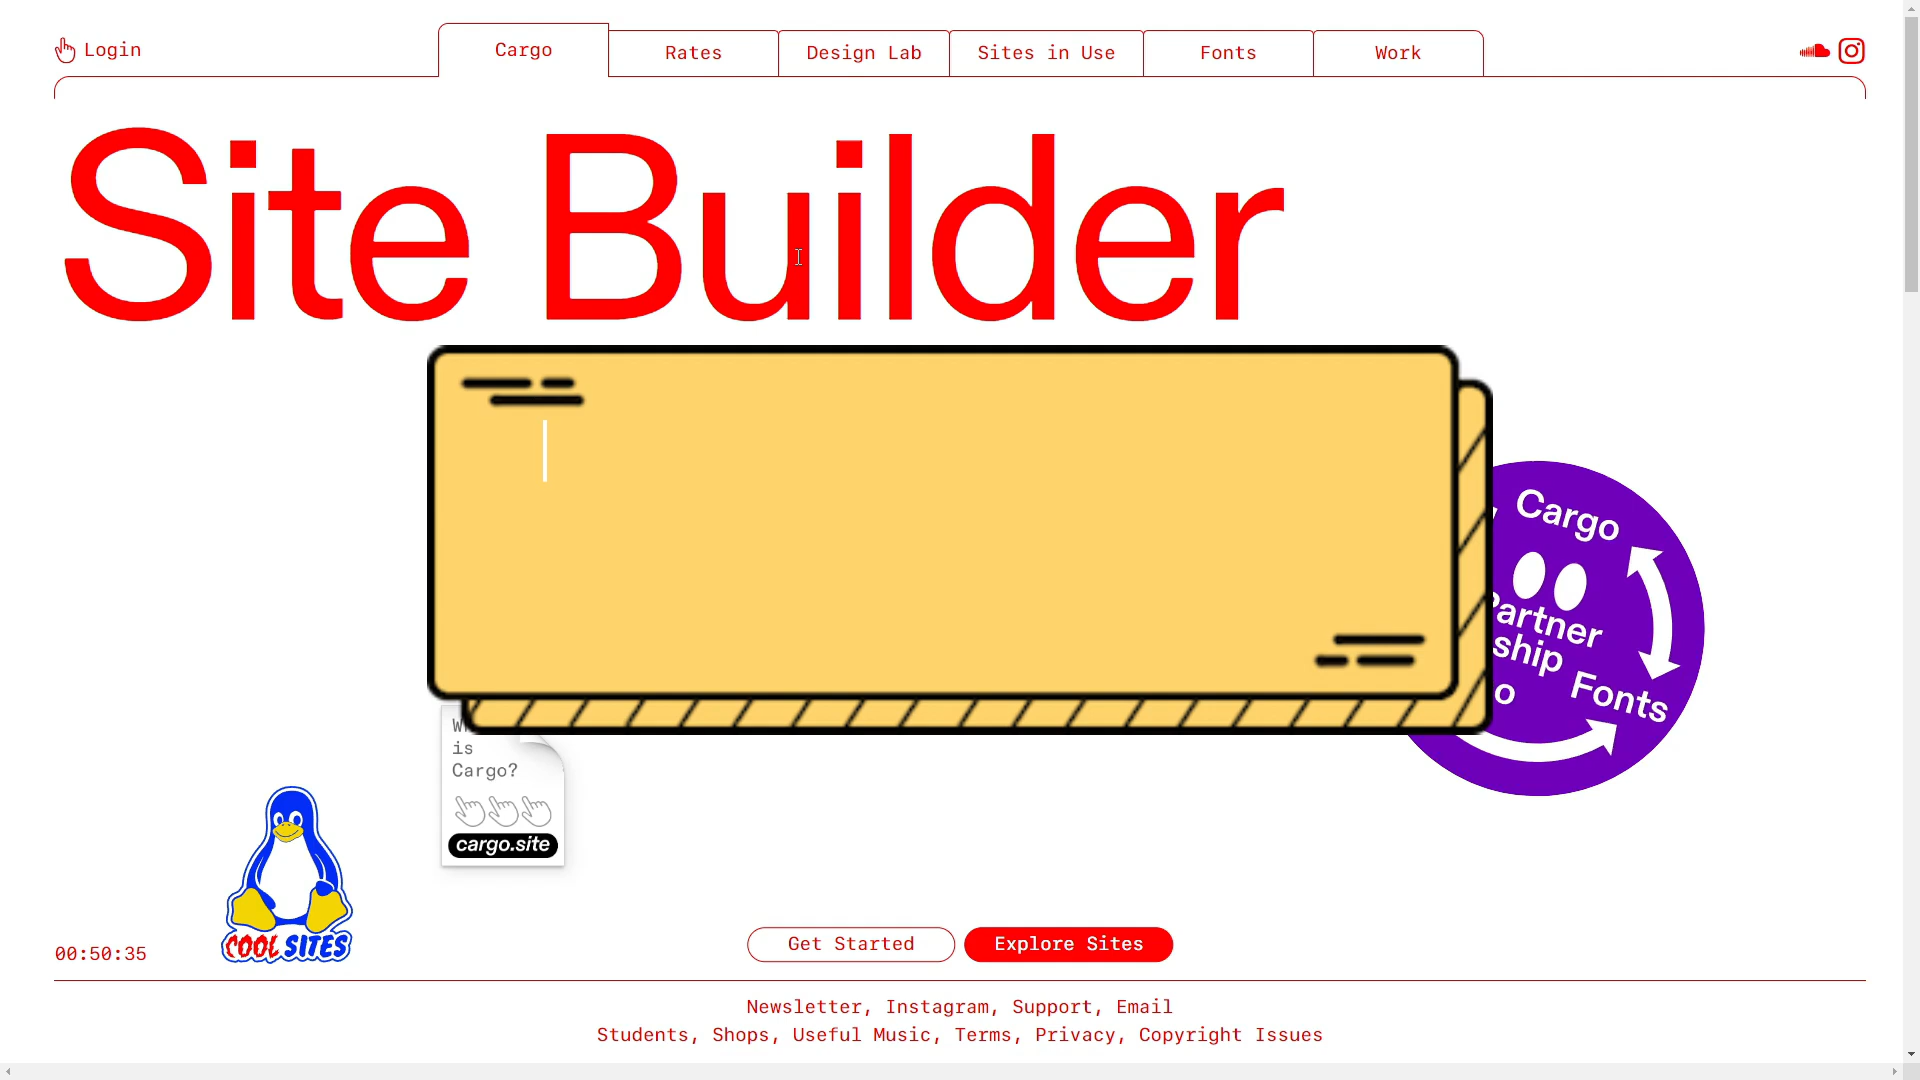 Login
Cargo
Rates
Design Lab
Sites in Use
Fonts
Work
Site Builder
Cargo
Partner
ship
Fonts
is
Cargo?
cargo.site
COOL SITES
00:50:35
Get Started
Explore Sites
Newsletter, Instagram, Support, Email
Students, Shops, Useful Music, Terms, Privacy, Copyright Issues